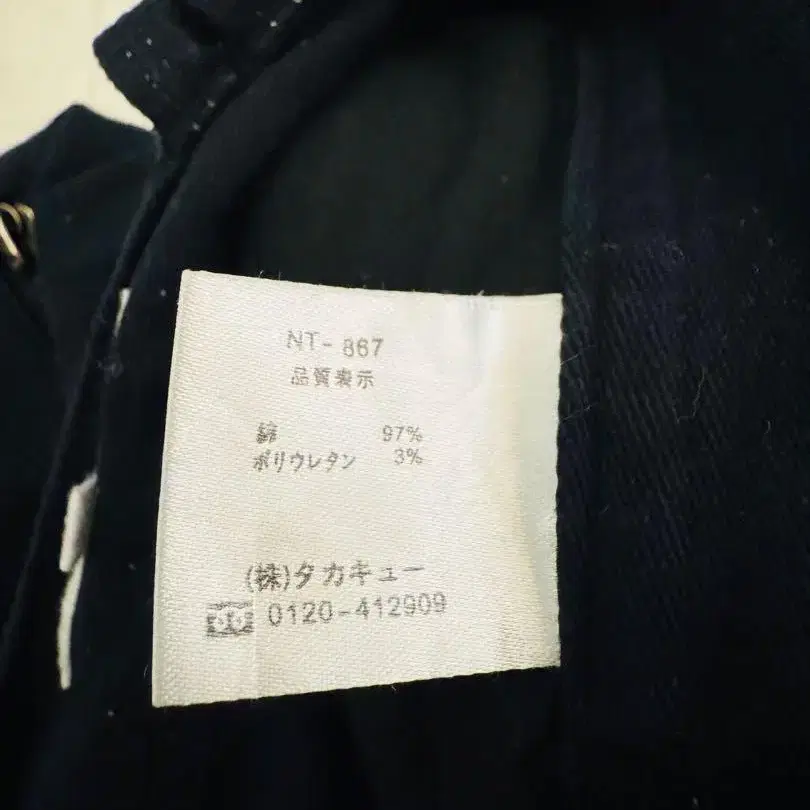 NT-867
品質表示
綿 97%
ポリウレタン 3%
(株)タカキュー
0120-412909